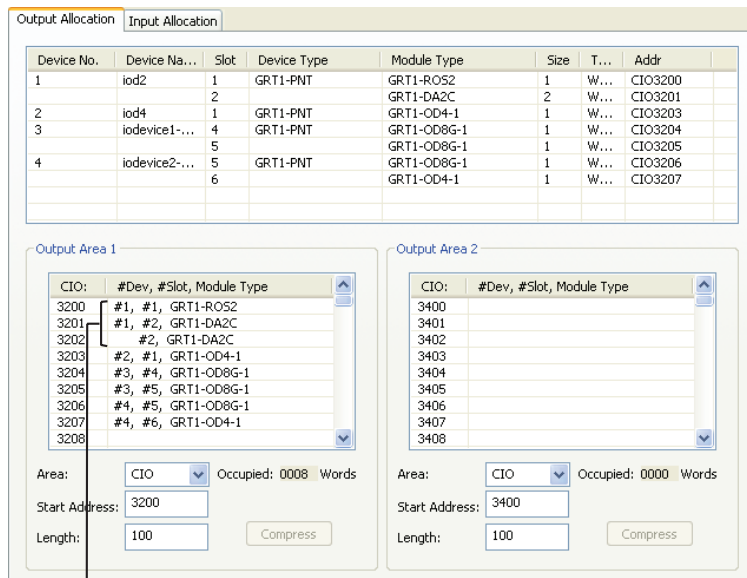 Output Allocation Input Allocation
Device No. Device Na... Slot Device Type Module Type Size T... Addr
1 iod2 1 GRT1-PNT GRT1-ROS2 1 W... CIO3200
2 GRT1-DA2C 2 W... CIO3201
2 iod4 1 GRT1-PNT GRT1-OD4-1 1 W... CIO3203
3 iodevice1-... 4 GRT1-PNT GRT1-OD8G-1 1 W... CIO3204
5 GRT1-OD8G-1 1 W... CIO3205
4 iodevice2-... 5 GRT1-PNT GRT1-OD8G-1 1 W... CIO3206
6 GRT1-OD4-1 1 W... CIO3207
Output Area 1
CIO: #Dev, #Slot, Module Type
3200 #1, #1, GRT1-ROS2
3201 #1, #2, GRT1-DA2C
3202 #2, GRT1-DA2C
3203 #2, #1, GRT1-OD4-1
3204 #3, #4, GRT1-OD8G-1
3205 #3, #5, GRT1-OD8G-1
3206 #4, #5, GRT1-OD8G-1
3207 #4, #6, GRT1-OD4-1
3208
Area: CIO Occupied: 0008 Words
Start Address: 3200
Length: 100 Compress
Output Area 2
CIO: #Dev, #Slot, Module Type
3400
3401
3402
3403
3404
3405
3406
3407
3408
Area: CIO Occupied: 0000 Words
Start Address: 3400
Length: 100 Compress